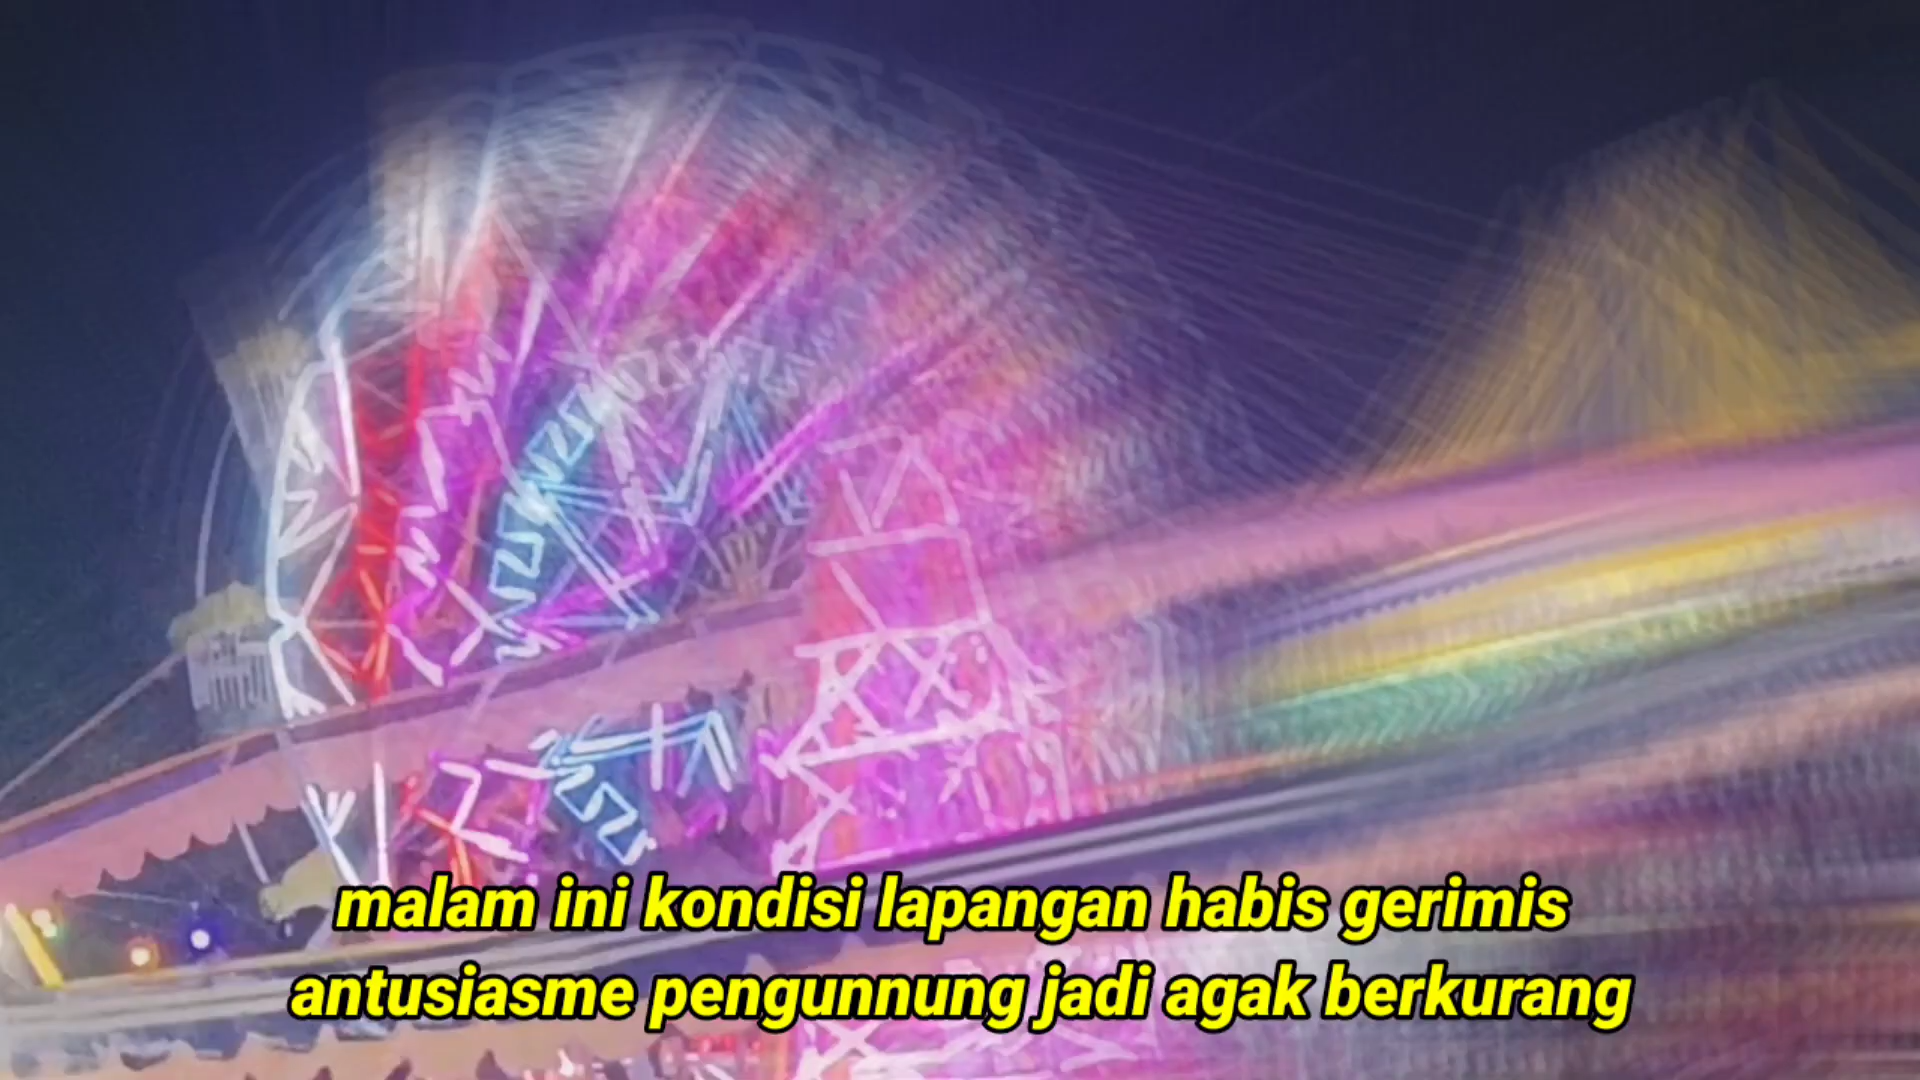 malam ini kondisi lapangan habis gerimis
antusiasme pengunnung jadi agak berkurang